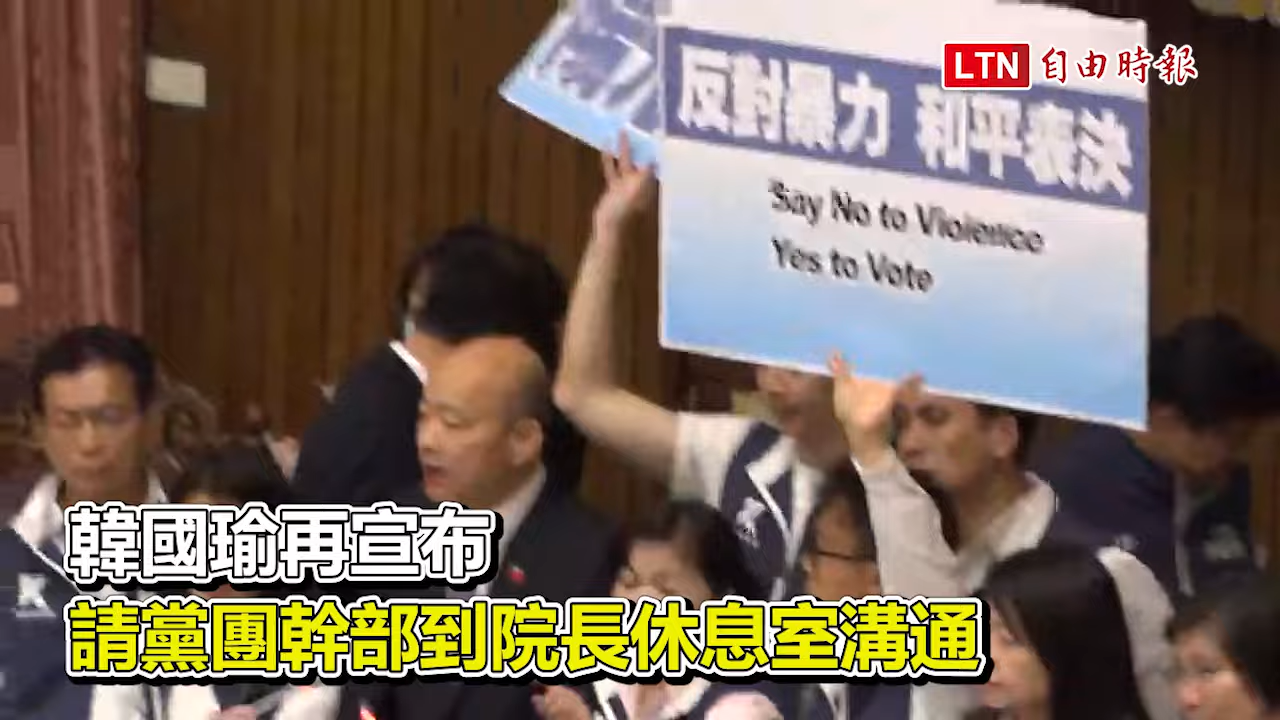 LTN 自由時報
反對暴力 和平表決
Say No to Violence
Yes to Vote
韓國瑜再宣布
請黨團幹部到院長休息室溝通
K